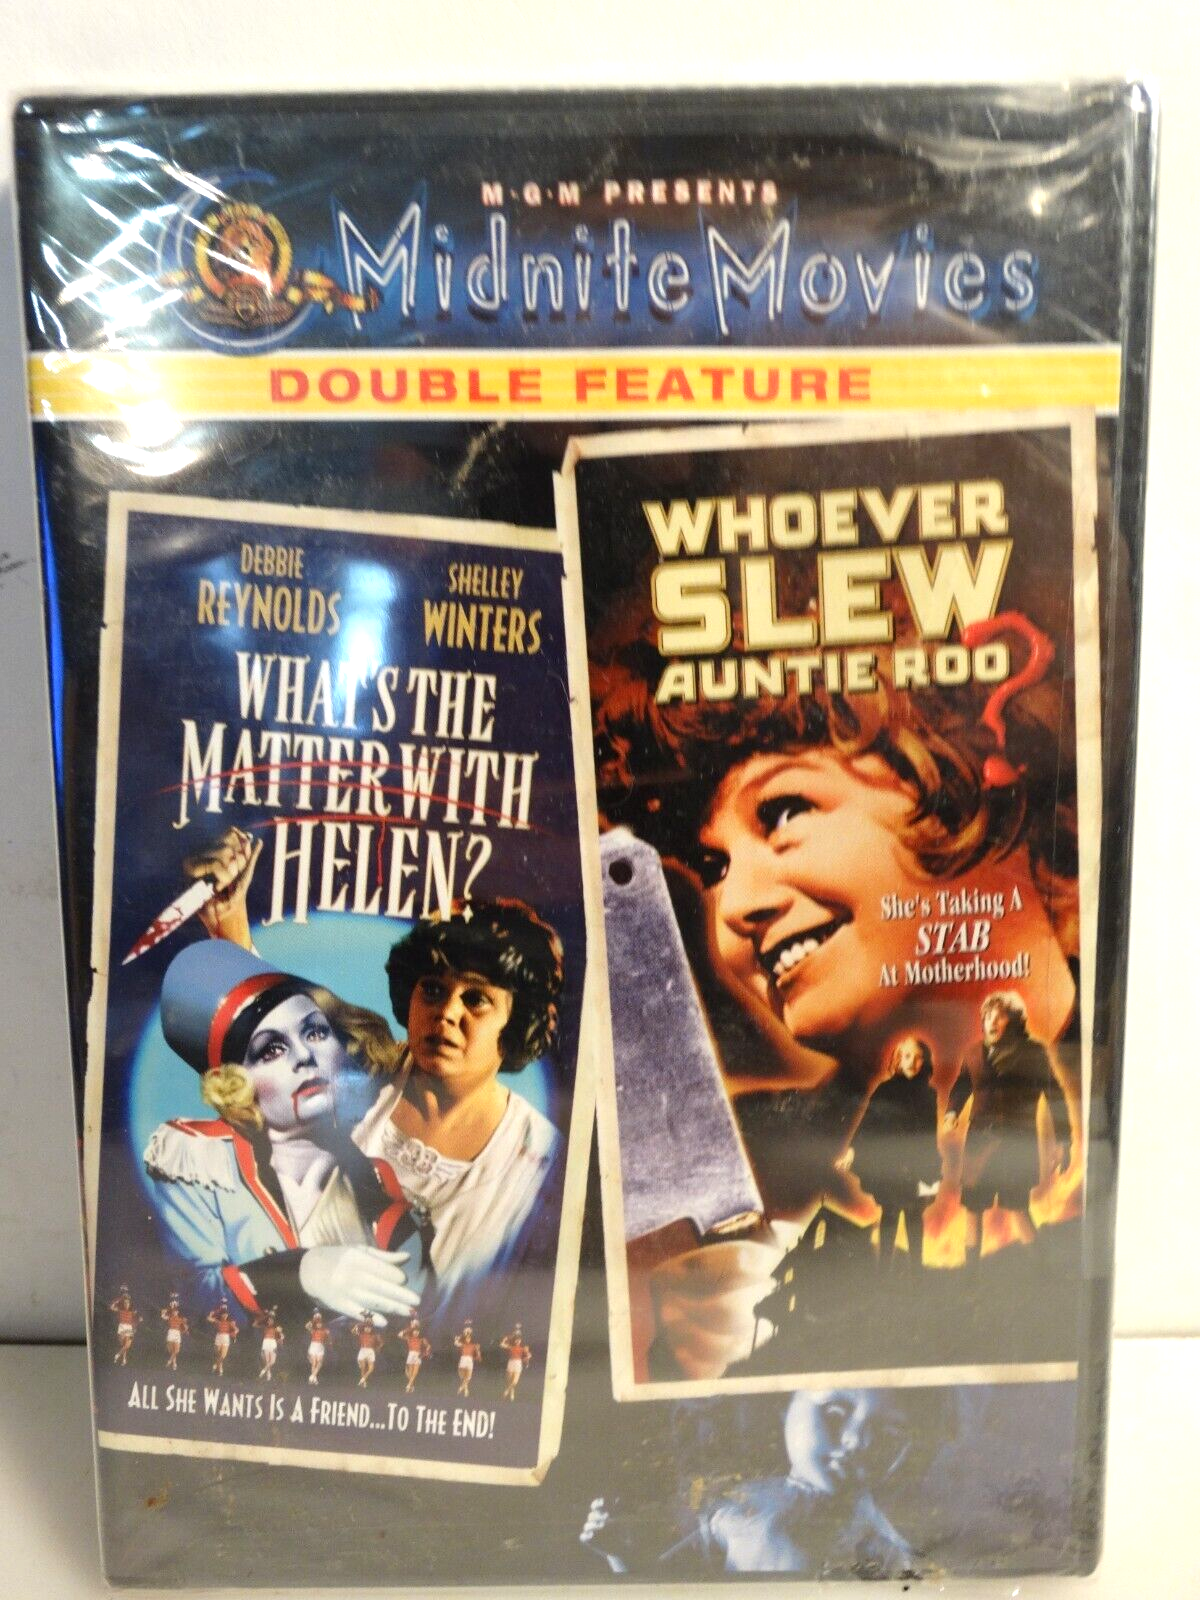 M·G·M PRESENTS
Midnite Movies
DOUBLE FEATURE
DEBBIE REYNOLDS
SHELLEY WINTERS
WHAT'S THE
MATTER WITH
HELEN?
ALL SHE WANTS IS A FRIEND...TO THE END!
WHOEVER
SLEW
AUNTIE ROO?
She's Taking A
STAB
At Motherhood!